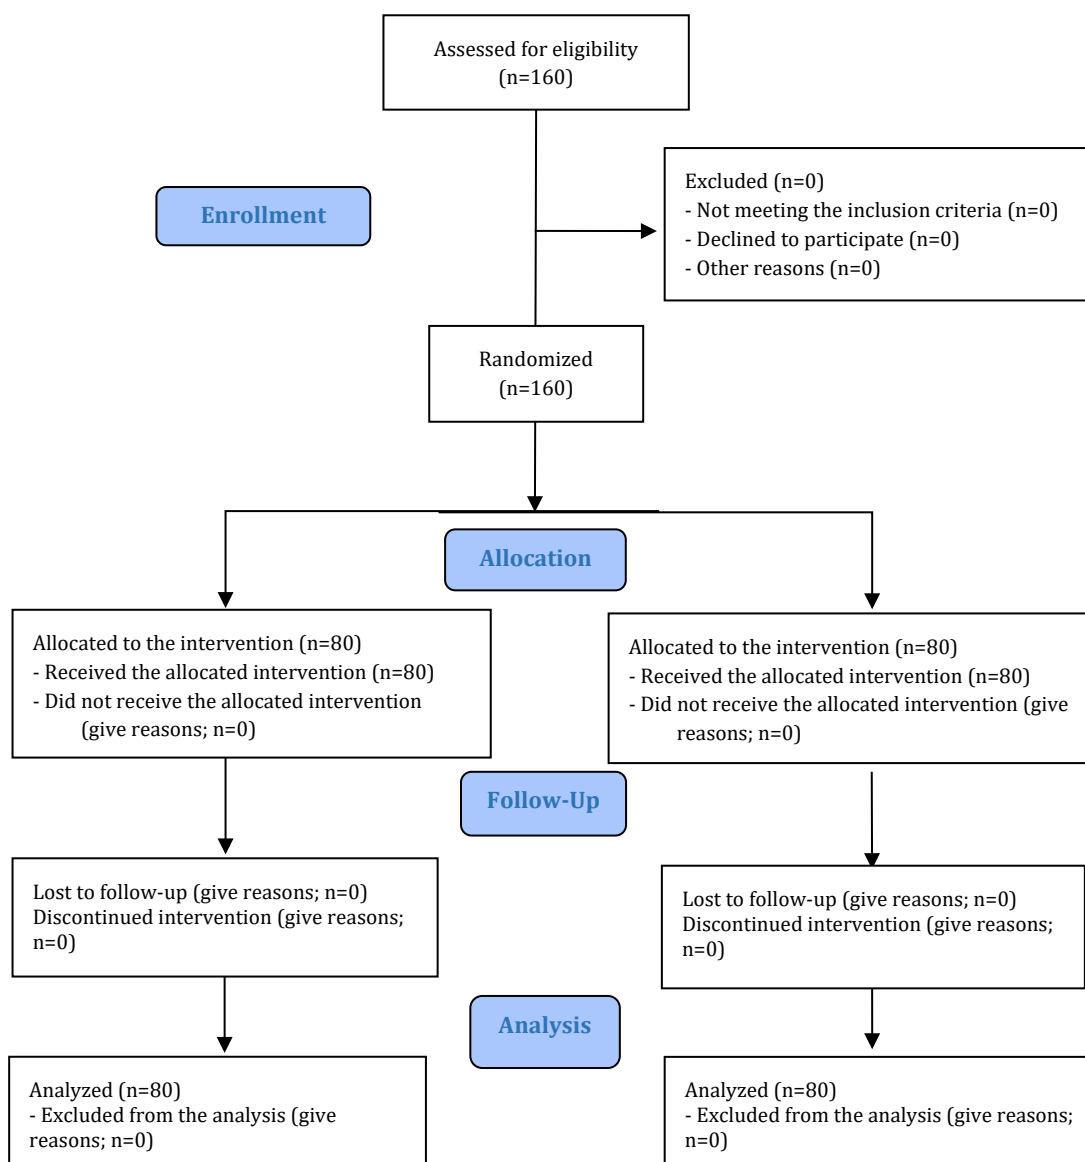 Assessed for eligibility
(n=160)
Enrollment
Excluded (n=0)
- Not meeting the inclusion criteria (n=0)
- Declined to participate (n=0)
- Other reasons (n=0)
Randomized
(n=160)
Allocation
Allocated to the intervention (n=80)
- Received the allocated intervention (n=80)
- Did not receive the allocated intervention
(give reasons; n=0)
Allocated to the intervention (n=80)
- Received the allocated intervention (n=80)
- Did not receive the allocated intervention (give
reasons; n=0)
Follow-Up
Lost to follow-up (give reasons; n=0)
Discontinued intervention (give reasons;
n=0)
Lost to follow-up (give reasons; n=0)
Discontinued intervention (give reasons;
n=0)
Analysis
Analyzed (n=80)
- Excluded from the analysis (give
reasons; n=0)
Analyzed (n=80)
- Excluded from the analysis (give reasons;
n=0)